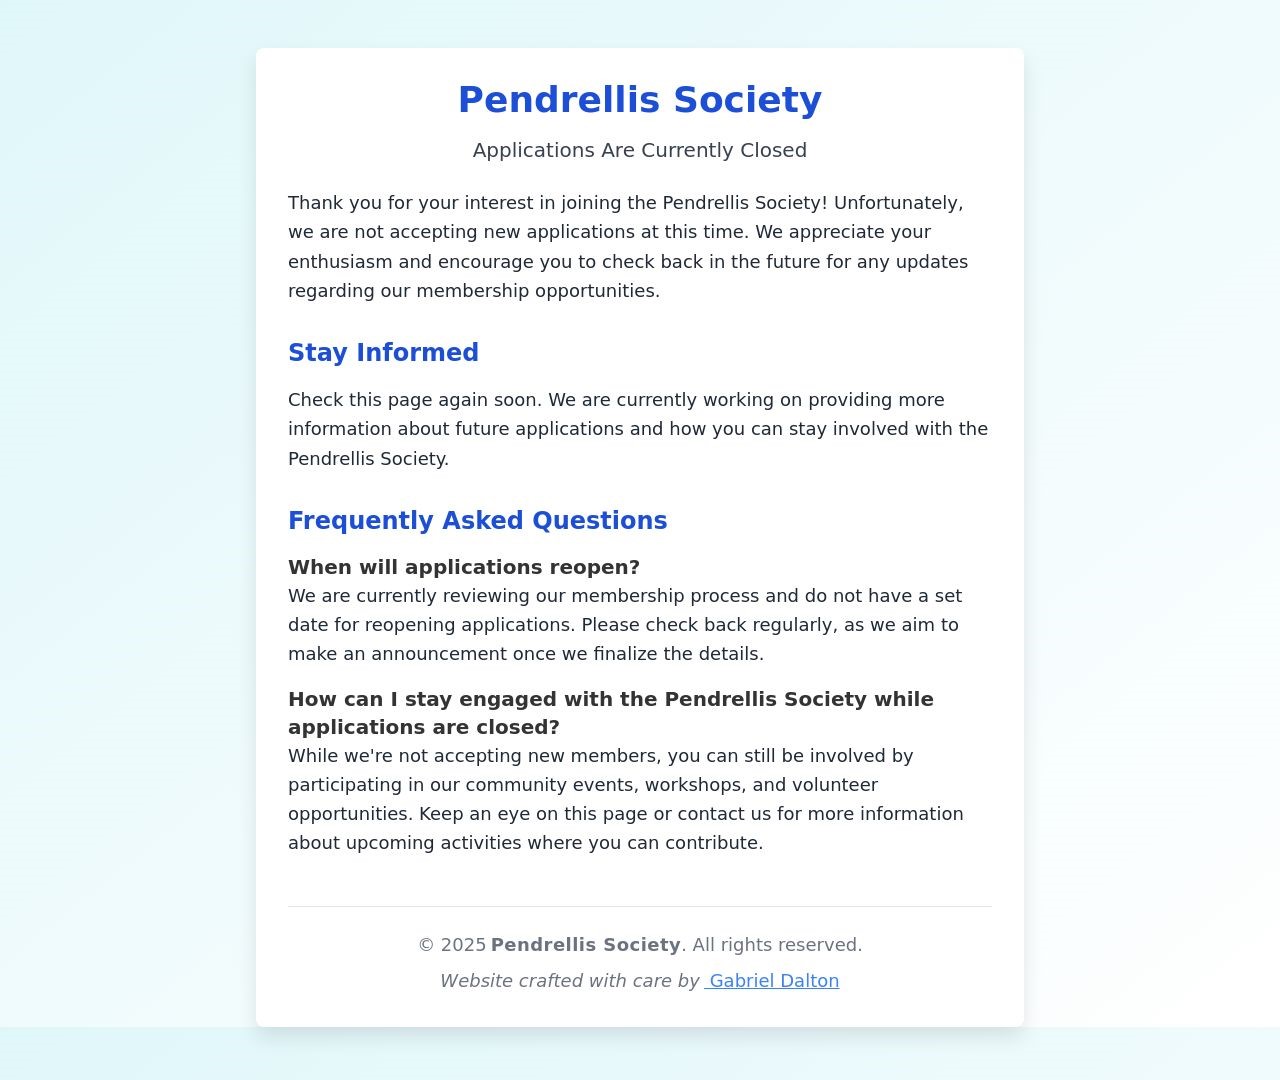 Pendrellis Society
Applications Are Currently Closed
Thank you for your interest in joining the Pendrellis Society! Unfortunately,
we are not accepting new applications at this time. We appreciate your
enthusiasm and encourage you to check back in the future for any updates
regarding our membership opportunities.
Stay Informed
Check this page again soon. We are currently working on providing more
information about future applications and how you can stay involved with the
Pendrellis Society.
Frequently Asked Questions
When will applications reopen?
We are currently reviewing our membership process and do not have a set
date for reopening applications. Please check back regularly, as we aim to
make an announcement once we finalize the details.
How can I stay engaged with the Pendrellis Society while
applications are closed?
While we're not accepting new members, you can still be involved by
participating in our community events, workshops, and volunteer
opportunities. Keep an eye on this page or contact us for more information
about upcoming activities where you can contribute.
© 2025 Pendrellis Society. All rights reserved.
Website crafted with care by Gabriel Dalton